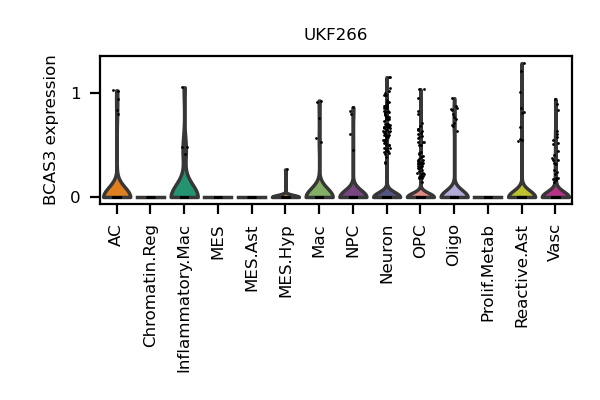 UKF266
BCAS3 expression
1
0
AC
Chromatin.Reg
Inflammatory.Mac
MES
MES.Ast
MES.Hyp
Mac
NPC
Neuron
OPC
Oligo
Prolif.Metab
Reactive.Ast
Vasc